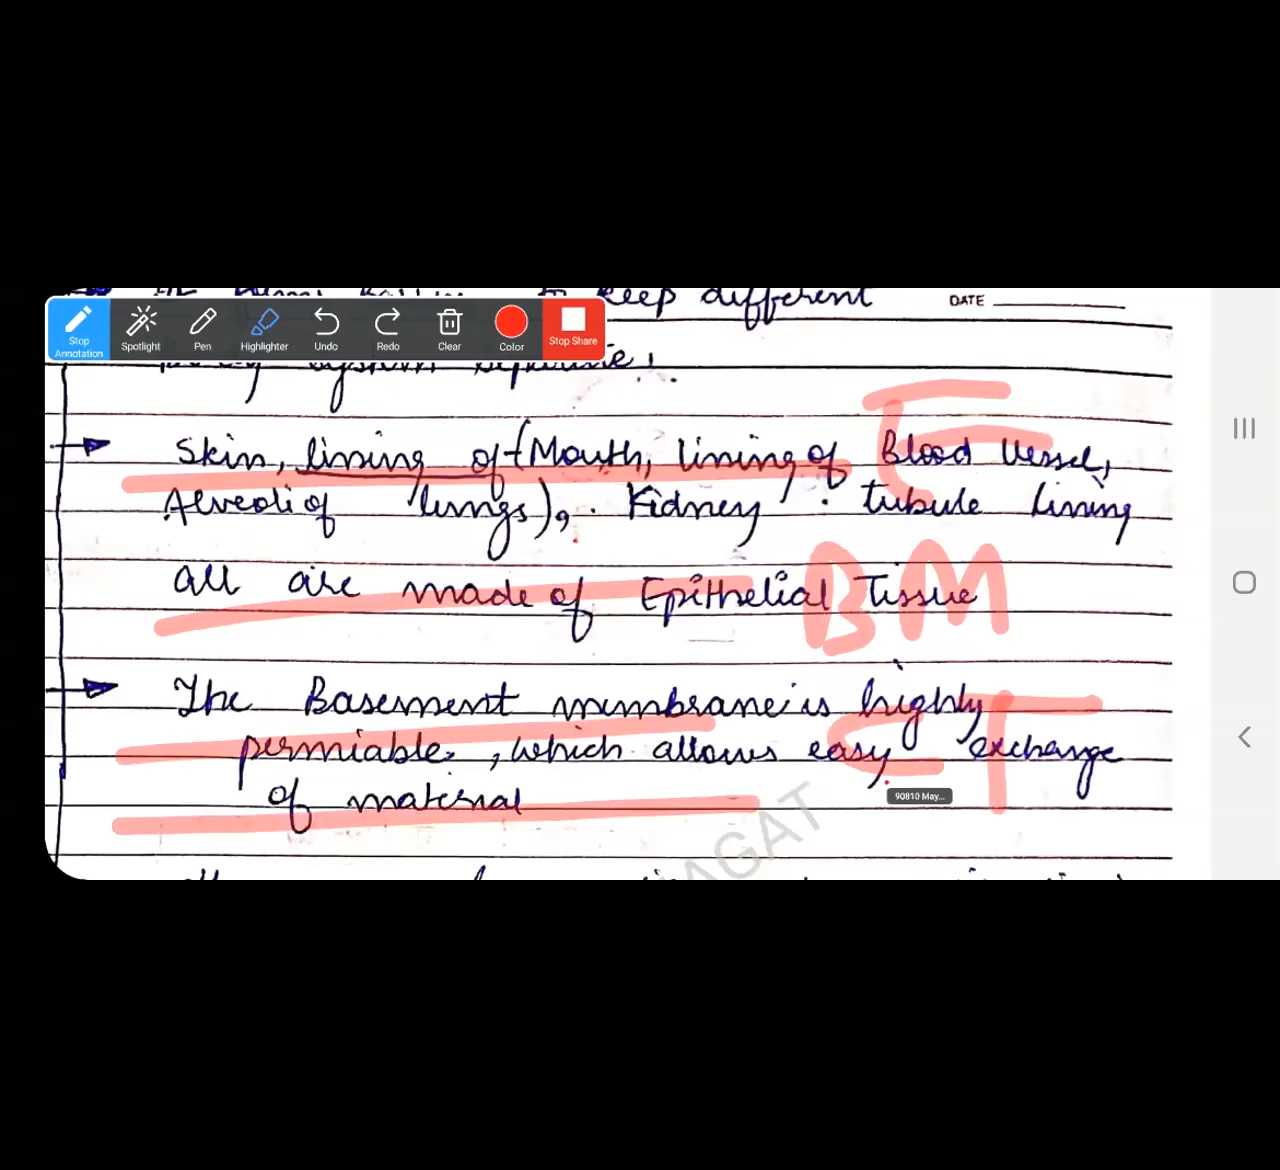 keep different
DATE
Stop Annotation
Spotlight
Pen
Highlighter
Undo
Redo
Clear
Color
Stop Share
Skin, lining of (Mouth, lining of Blood Vessel,
Alveoli of lungs), . Kidney tubule Lining
all are made of Epithelial Tissue
BM
The Basement membrane is highly
permiable, which allows easy exchange
of material
CT
90810 May...
AGAT